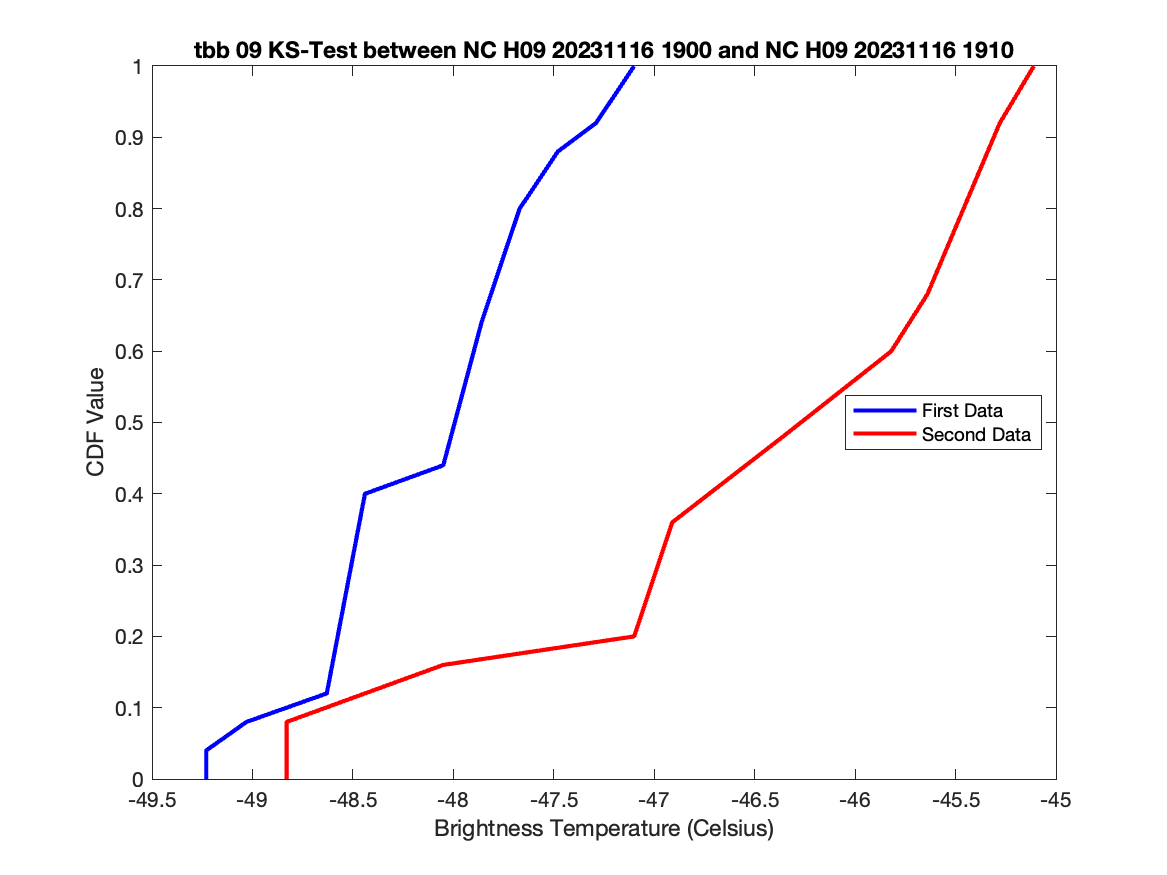 tbb 09 KS-Test between NC H09 20231116 1900 and NC H09 20231116 1910
1
0.9
0.8
0.7
0.6
0.5
0.4
0.3
0.2
0.1
0
CDF Value
First Data
Second Data
-49.5 -49 -48.5 -48 -47.5 -47 -46.5 -46 -45.5 -45
Brightness Temperature (Celsius)